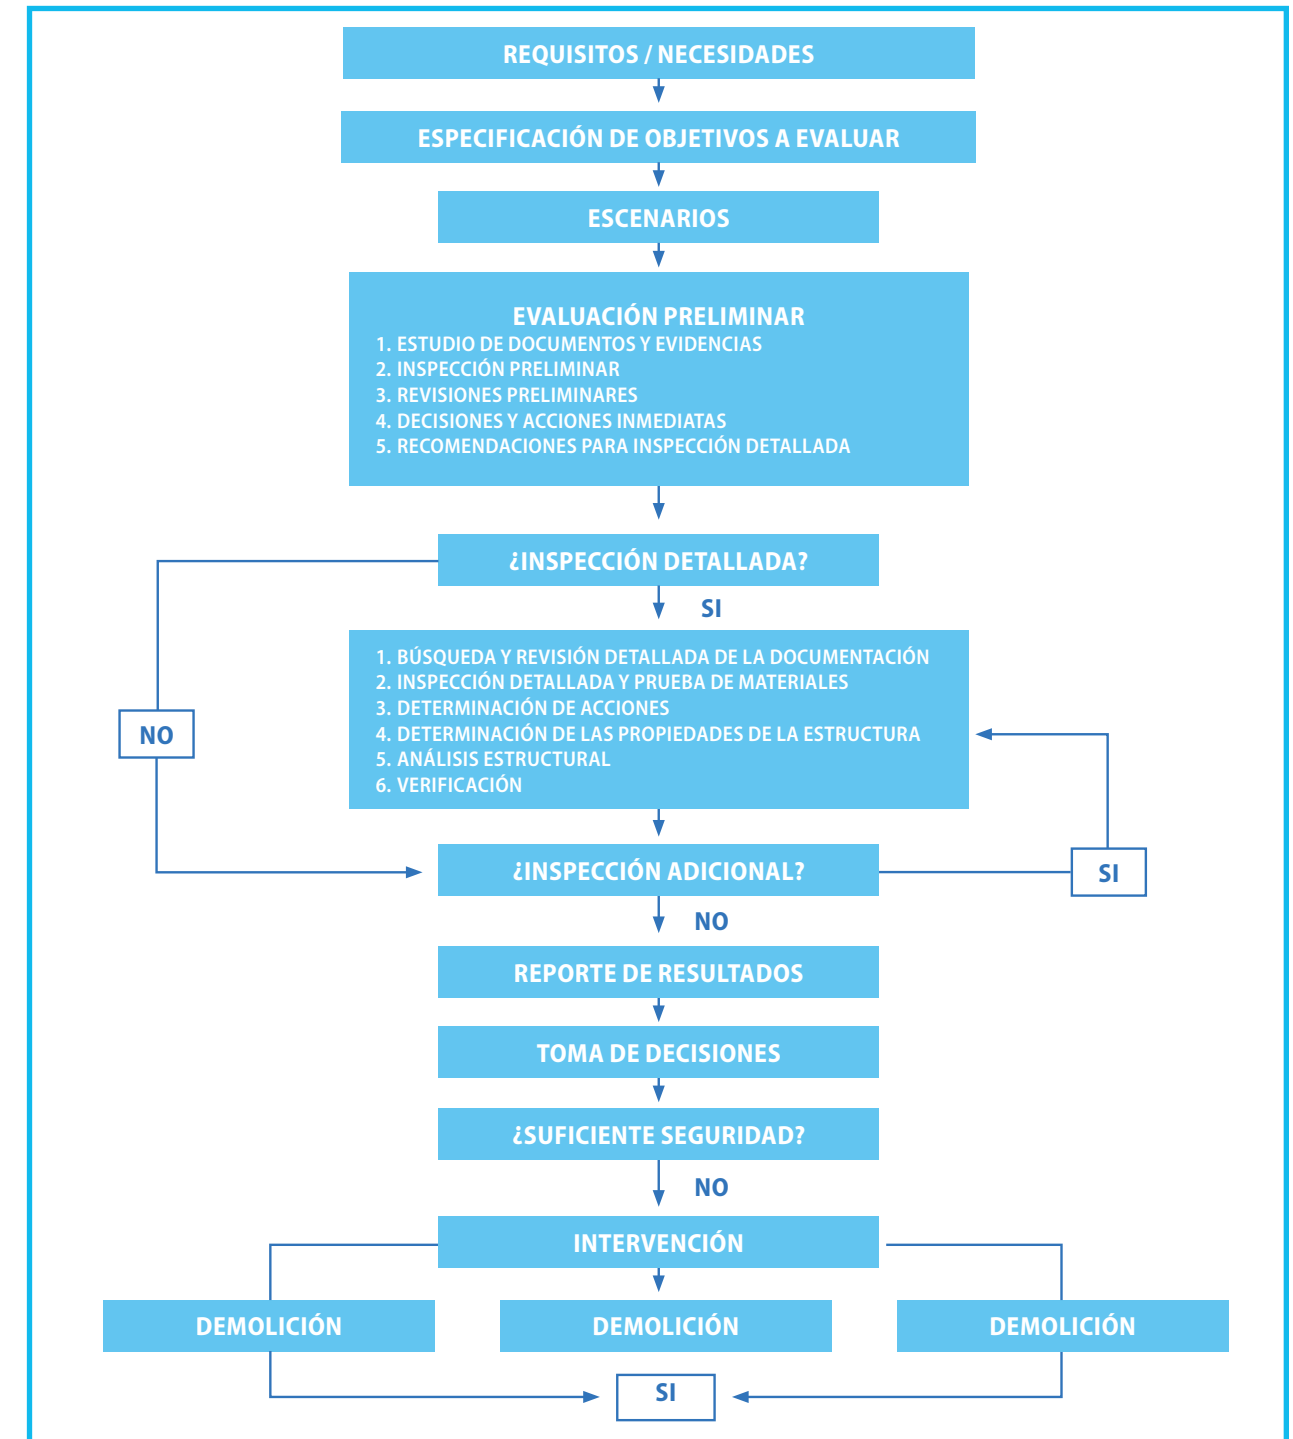 REQUISITOS / NECESIDADES
ESPECIFICACIÓN DE OBJETIVOS A EVALUAR
ESCENARIOS
EVALUACIÓN PRELIMINAR
1. ESTUDIO DE DOCUMENTOS Y EVIDENCIAS
2. INSPECCIÓN PRELIMINAR
3. REVISIONES PRELIMINARES
4. DECISIONES Y ACCIONES INMEDIATAS
5. RECOMENDACIONES PARA INSPECCIÓN DETALLADA
¿INSPECCIÓN DETALLADA?
SI
1. BÚSQUEDA Y REVISIÓN DETALLADA DE LA DOCUMENTACIÓN
2. INSPECCIÓN DETALLADA Y PRUEBA DE MATERIALES
3. DETERMINACIÓN DE ACCIONES
4. DETERMINACIÓN DE LAS PROPIEDADES DE LA ESTRUCTURA
5. ANÁLISIS ESTRUCTURAL
6. VERIFICACIÓN
NO
¿INSPECCIÓN ADICIONAL?
SI
NO
REPORTE DE RESULTADOS
TOMA DE DECISIONES
¿SUFICIENTE SEGURIDAD?
NO
INTERVENCIÓN
DEMOLICIÓN
DEMOLICIÓN
DEMOLICIÓN
SI